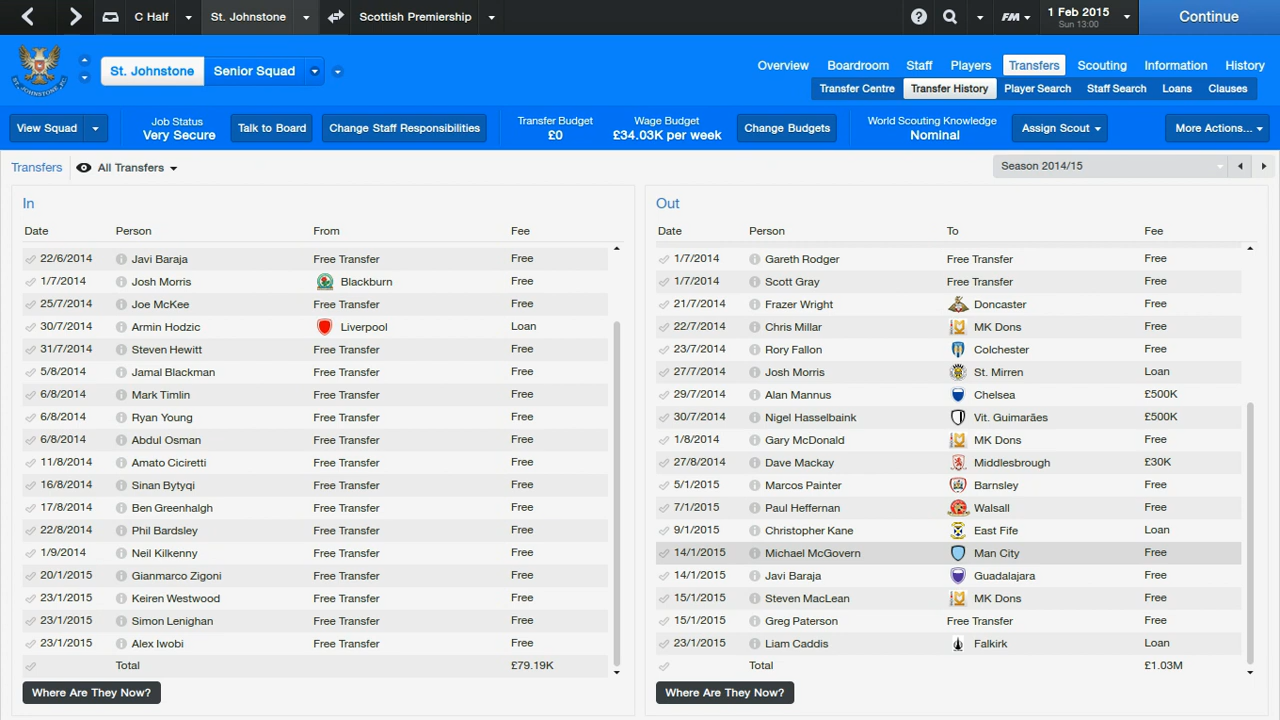 C Half
St. Johnstone
Scottish Premiership
FM
1 Feb 2015
Sun 13:00
Continue
St. Johnstone
Senior Squad
Overview Boardroom Staff Players Transfers Scouting Information History
Transfer Centre Transfer History Player Search Staff Search Loans Clauses
View Squad
Job Status
Very Secure
Talk to Board
Change Staff Responsibilities
Transfer Budget
£0
Wage Budget
£34.03K per week
Change Budgets
World Scouting Knowledge
Nominal
Assign Scout
More Actions...
Transfers
All Transfers
Season 2014/15
In
Date Person From Fee
22/6/2014 Javi Baraja Free Transfer Free
1/7/2014 Josh Morris Blackburn Free
25/7/2014 Joe McKee Free Transfer Free
30/7/2014 Armin Hodzic Liverpool Loan
31/7/2014 Steven Hewitt Free Transfer Free
5/8/2014 Jamal Blackman Free Transfer Free
6/8/2014 Mark Timlin Free Transfer Free
6/8/2014 Ryan Young Free Transfer Free
6/8/2014 Abdul Osman Free Transfer Free
11/8/2014 Amato Ciciretti Free Transfer Free
16/8/2014 Sinan Bytyqi Free Transfer Free
17/8/2014 Ben Greenhalgh Free Transfer Free
22/8/2014 Phil Bardsley Free Transfer Free
1/9/2014 Neil Kilkenny Free Transfer Free
20/1/2015 Gianmarco Zigoni Free Transfer Free
23/1/2015 Keiren Westwood Free Transfer Free
23/1/2015 Simon Lenighan Free Transfer Free
23/1/2015 Alex Iwobi Free Transfer Free
Total £79.19K
Where Are They Now?
Out
Date Person To Fee
1/7/2014 Gareth Rodger Free Transfer Free
1/7/2014 Scott Gray Free Transfer Free
21/7/2014 Frazer Wright Doncaster Free
22/7/2014 Chris Millar MK Dons Free
23/7/2014 Rory Fallon Colchester Free
27/7/2014 Josh Morris St. Mirren Loan
29/7/2014 Alan Mannus Chelsea £500K
30/7/2014 Nigel Hasselbaink Vit. Guimarães £500K
1/8/2014 Gary McDonald MK Dons Free
27/8/2014 Dave Mackay Middlesbrough £30K
5/1/2015 Marcos Painter Barnsley Free
7/1/2015 Paul Heffernan Walsall Free
9/1/2015 Christopher Kane East Fife Loan
14/1/2015 Michael McGovern Man City Free
14/1/2015 Javi Baraja Guadalajara Free
15/1/2015 Steven MacLean MK Dons Free
15/1/2015 Greg Paterson Free Transfer Free
23/1/2015 Liam Caddis Falkirk Loan
Total £1.03M
Where Are They Now?